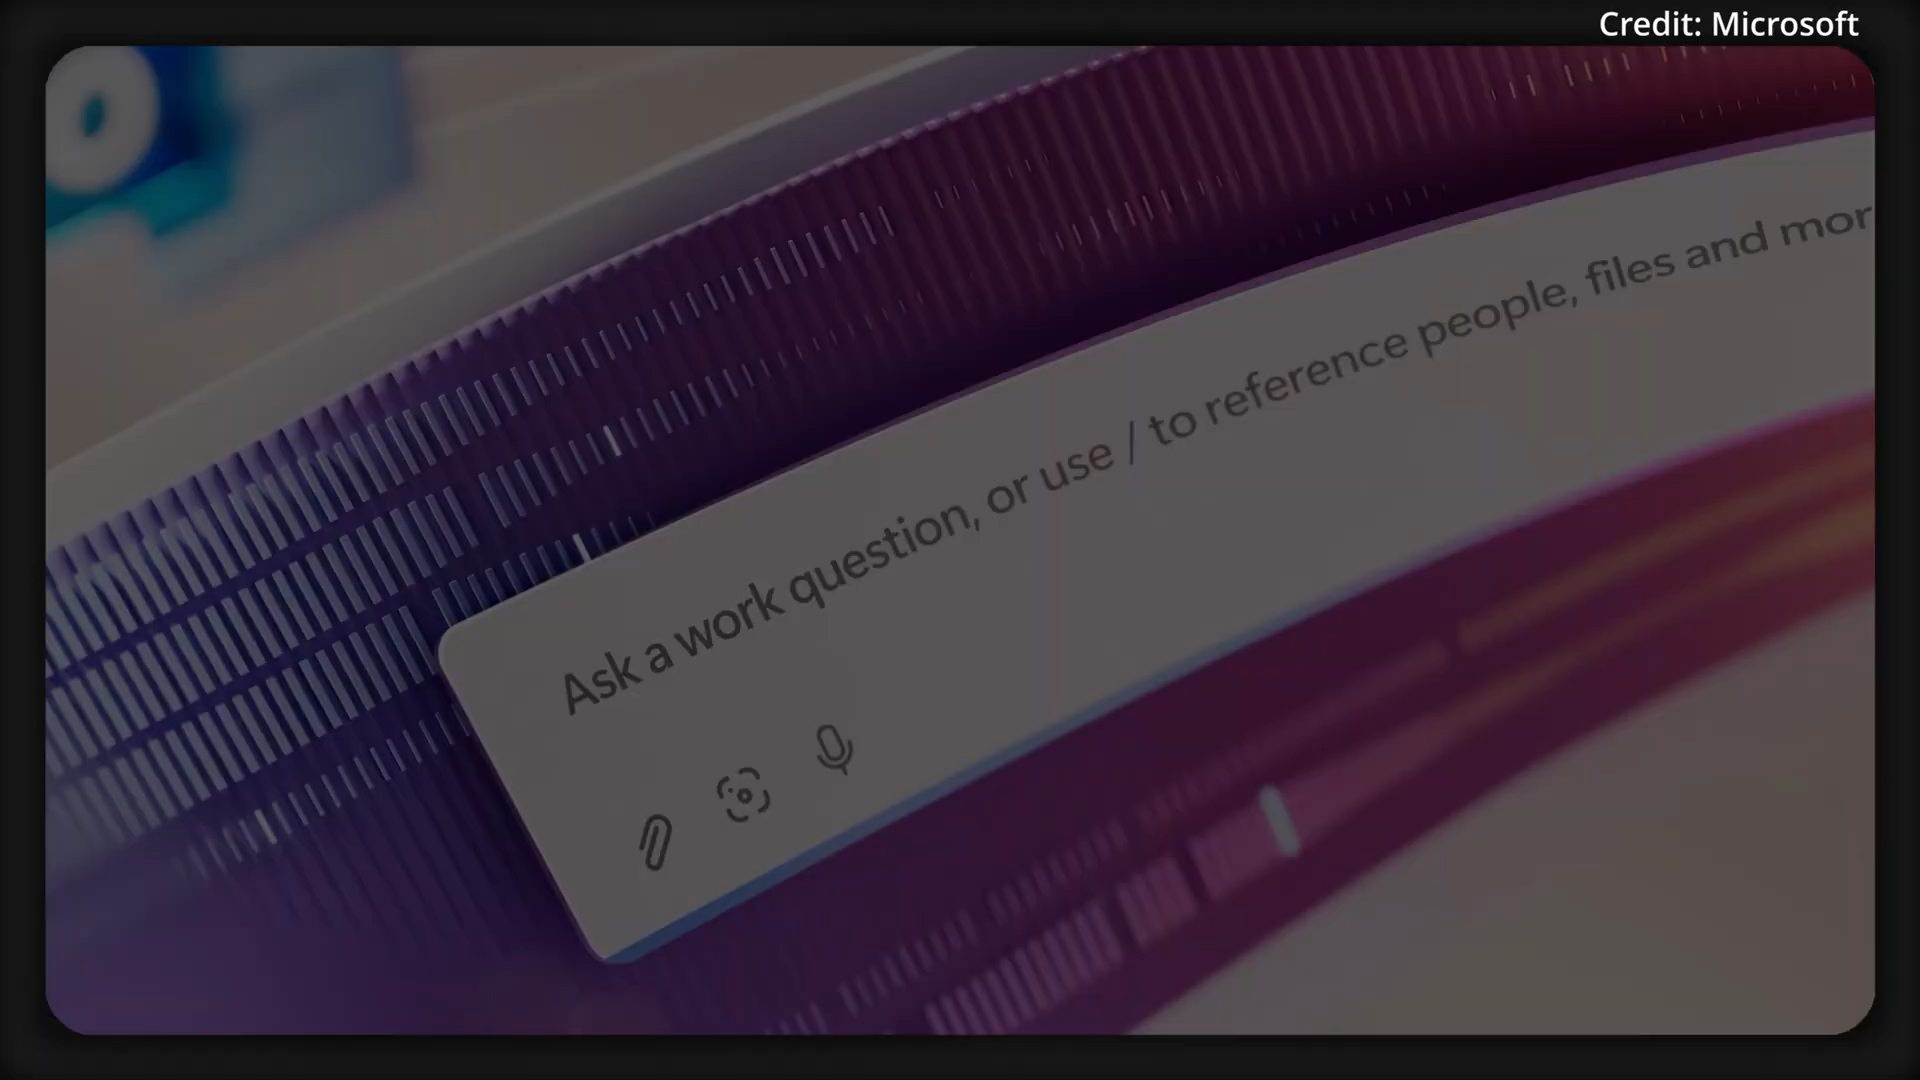 Credit: Microsoft
Ask a work question, or use / to reference people, files and mor